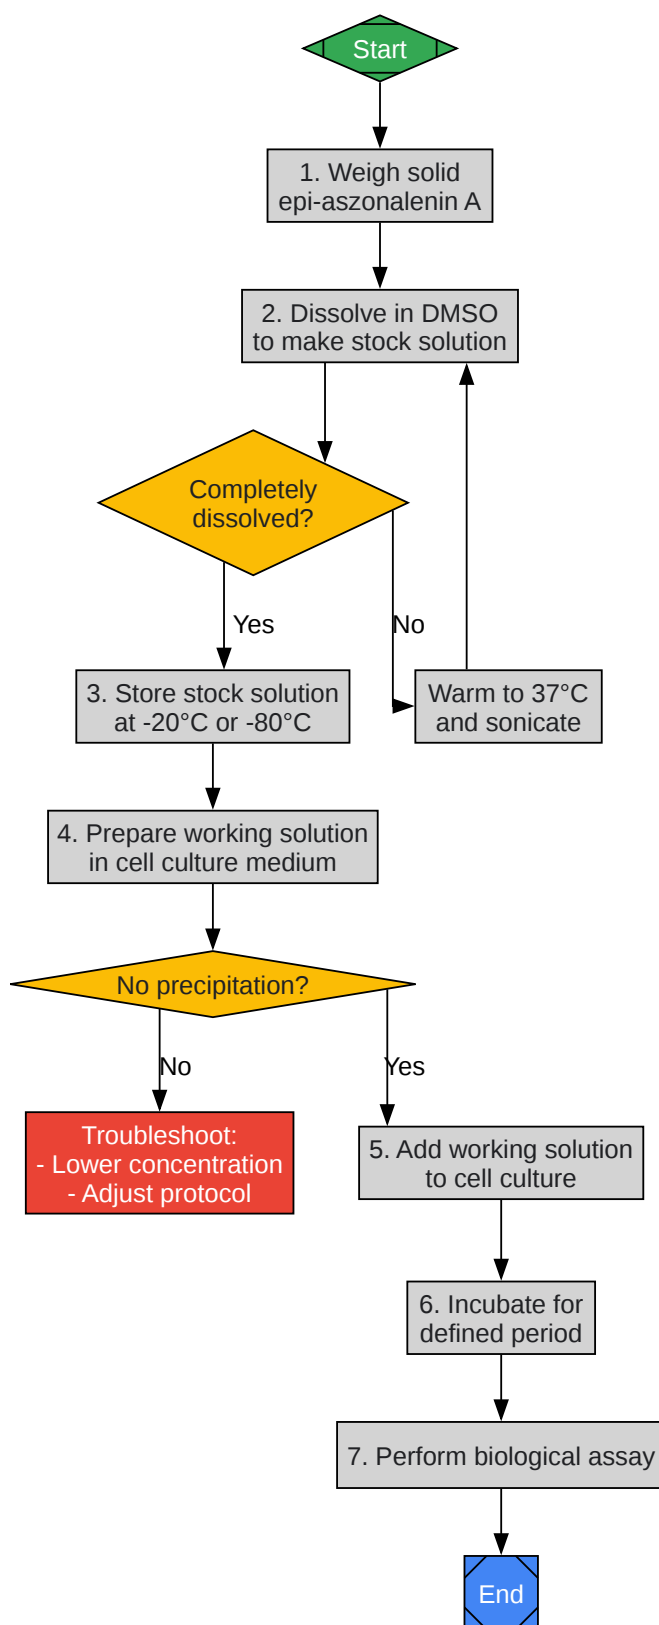 Start
1. Weigh solid
epi-aszonalenin A
2. Dissolve in DMSO
to make stock solution
Completely
dissolved?
Yes
No
3. Store stock solution
at -20°C or -80°C
Warm to 37°C
and sonicate
4. Prepare working solution
in cell culture medium
No precipitation?
No
Yes
Troubleshoot:
- Lower concentration
- Adjust protocol
5. Add working solution
to cell culture
6. Incubate for
defined period
7. Perform biological assay
End